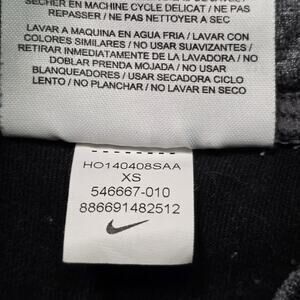 SÉCHER EN MACHINE CYCLE DELICAT / NE PAS
REPASSER / NE PAS NETTOYER A SEC
LAVAR A MAQUINA EN AGUA FRIA / LAVAR CON
COLORES SIMILARES / NO USAR SUAVIZANTES /
RETIRAR IMMEDIATAMENTE DE LA LAVADORA / NO
DOBLAR PRENDA MOJADA / NO USAR
BLANQUEADORES / USAR SECADORA CICLO
LENTO / NO PLANCHAR / NO LAVAR EN SECO
HO140408SAA
XS
546667-010
886691482512